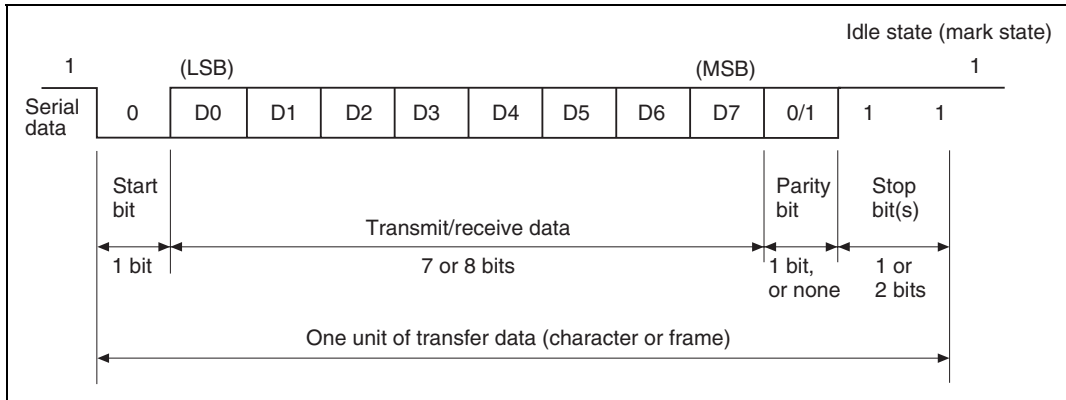 Idle state (mark state)
1 (LSB) (MSB) 1
Serial data
0 D0 D1 D2 D3 D4 D5 D6 D7 0/1 1 1
Start bit
Transmit/receive data
Parity bit
Stop bit(s)
1 bit
7 or 8 bits
1 bit, or none
1 or 2 bits
One unit of transfer data (character or frame)